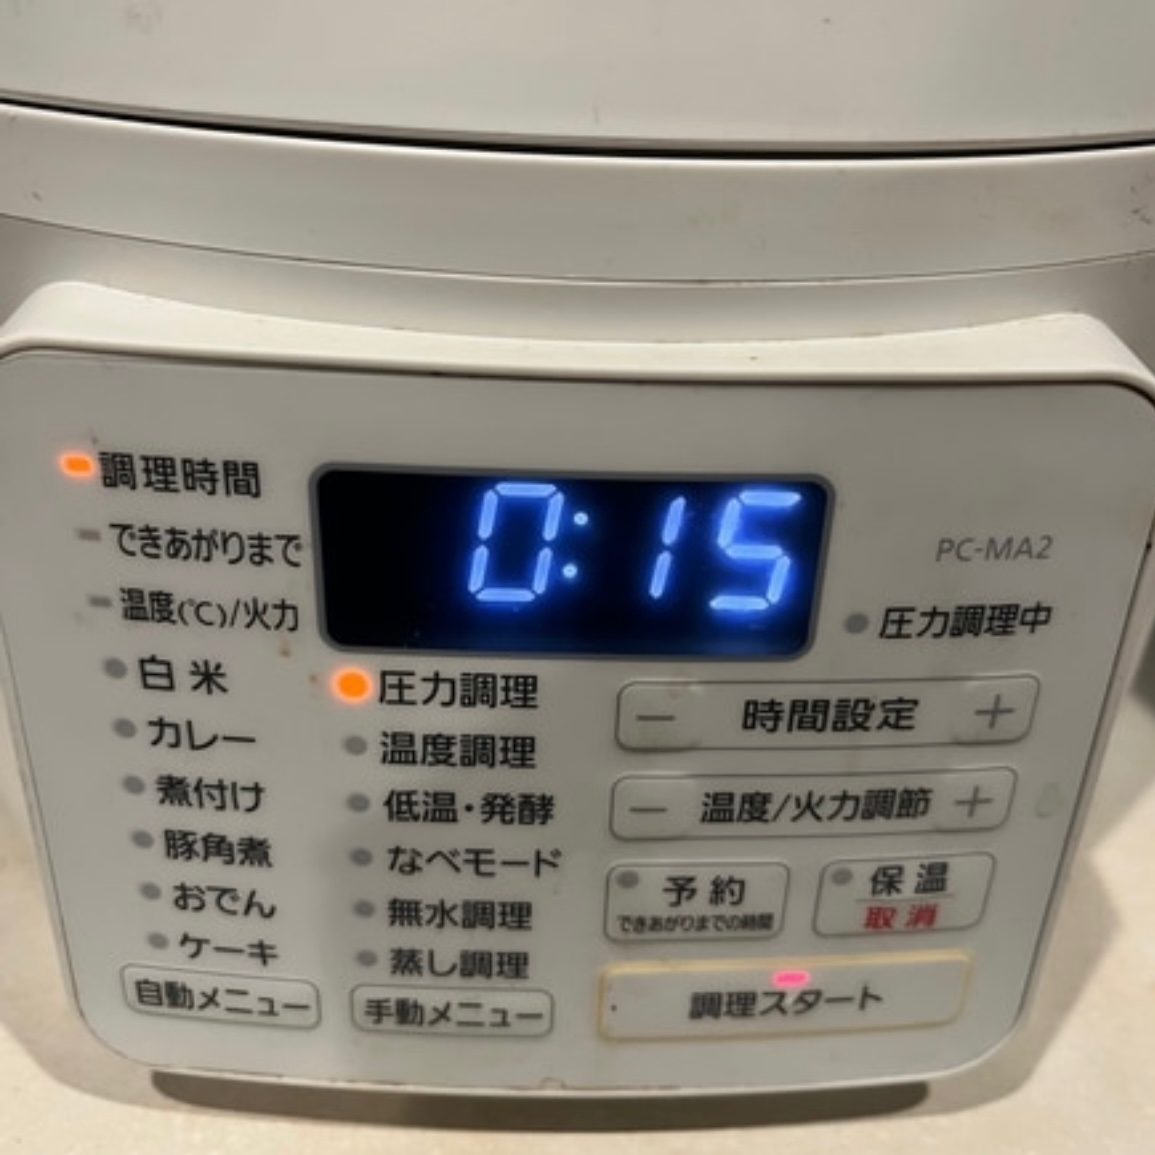 調理時間
できあがりまで
温度(℃)/火力
0:15
PC-MA2
圧力調理中
白米
カレー
煮付け
豚角煮
おでん
ケーキ
自動メニュー
圧力調理
温度調理
低温・発酵
なべモード
無水調理
蒸し調理
手動メニュー
− 時間設定 +
− 温度/火力調節 +
予約
できあがりまでの時間
保温
取消
調理スタート